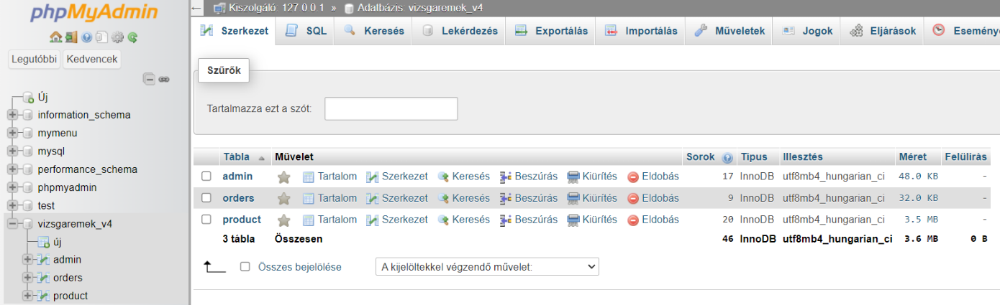 phpMyAdmin
Legutóbbi Kedvencek
Új
information_schema
mymenu
mysql
performance_schema
phpmyadmin
test
vizsgaremek_v4
új
admin
orders
product
Kiszolgáló: 127.0.0.1 » Adatbázis: vizsgaremek_v4
Szerkezet SQL Keresés Lekérdezés Exportálás Importálás Műveletek Jogok Eljárások Eseménye
Szűrők
Tartalmazza ezt a szót:
Tábla Művelet Sorok Típus Illesztés Méret Felülírás
admin Tartalom Szerkezet Keresés Beszúrás Kiürítés Eldobás 17 InnoDB utf8mb4_hungarian_ci 48.0 KB -
orders Tartalom Szerkezet Keresés Beszúrás Kiürítés Eldobás 9 InnoDB utf8mb4_hungarian_ci 32.0 KB -
product Tartalom Szerkezet Keresés Beszúrás Kiürítés Eldobás 20 InnoDB utf8mb4_hungarian_ci 3.5 MB -
3 tábla Összesen 46 InnoDB utf8mb4_hungarian_ci 3.6 MB 0 B
Összes bejelölése A kijelöltekkel végzendő művelet: